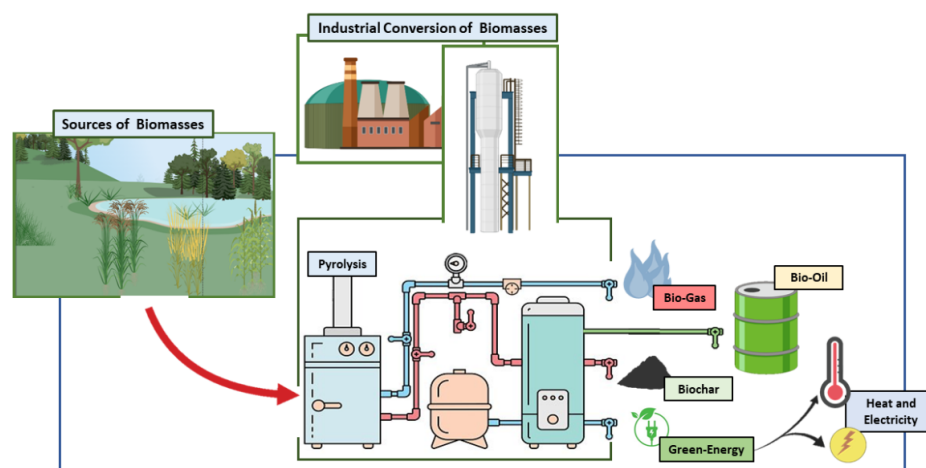 Industrial Conversion of Biomasses
Sources of Biomasses
Pyrolysis
Bio-Gas
Bio-Oil
Biochar
Green-Energy
Heat and
Electricity